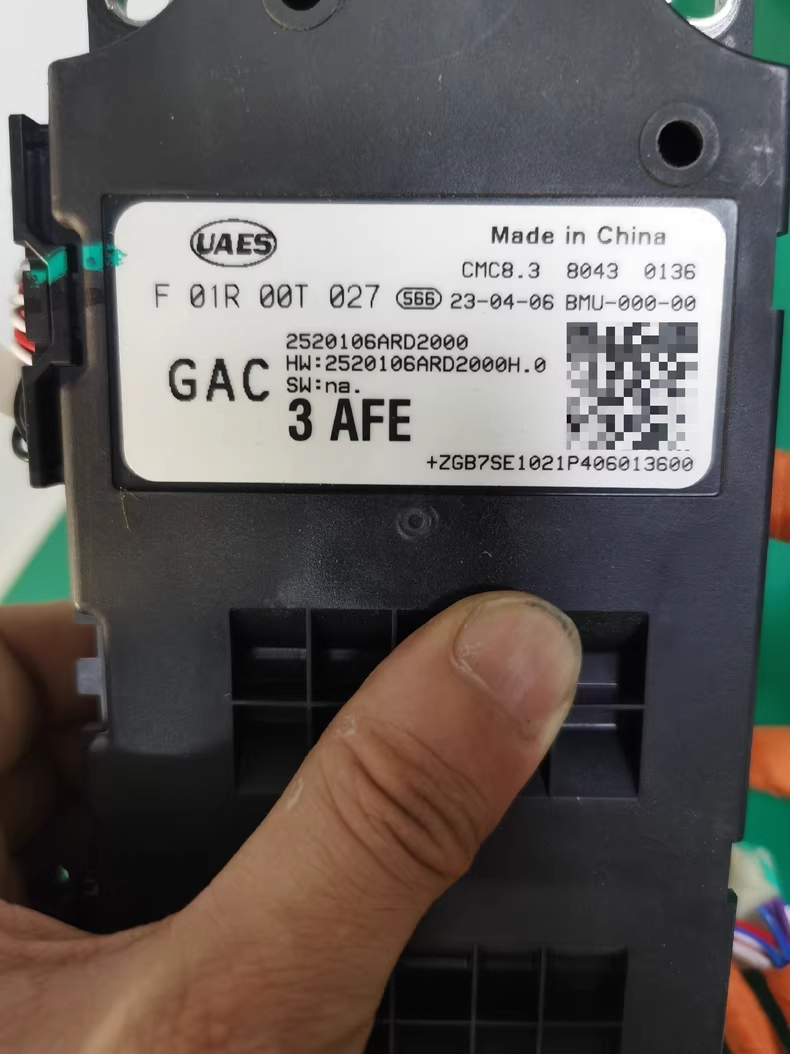 UAES
Made in China
CMC8.3 8043 0136
F 01R 00T 027 566 23-04-06 BMU-000-00
2520106ARD2000
HW:2520106ARD2000H.0
GAC
SW:na.
3 AFE
+ZGB7SE1021P406013600